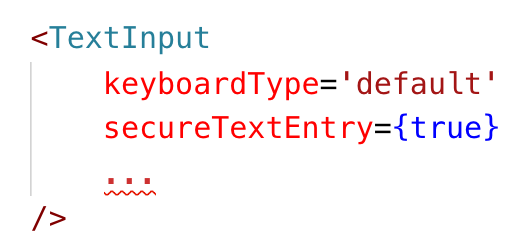 <TextInput
keyboardType='default'
secureTextEntry={true}
...
/>